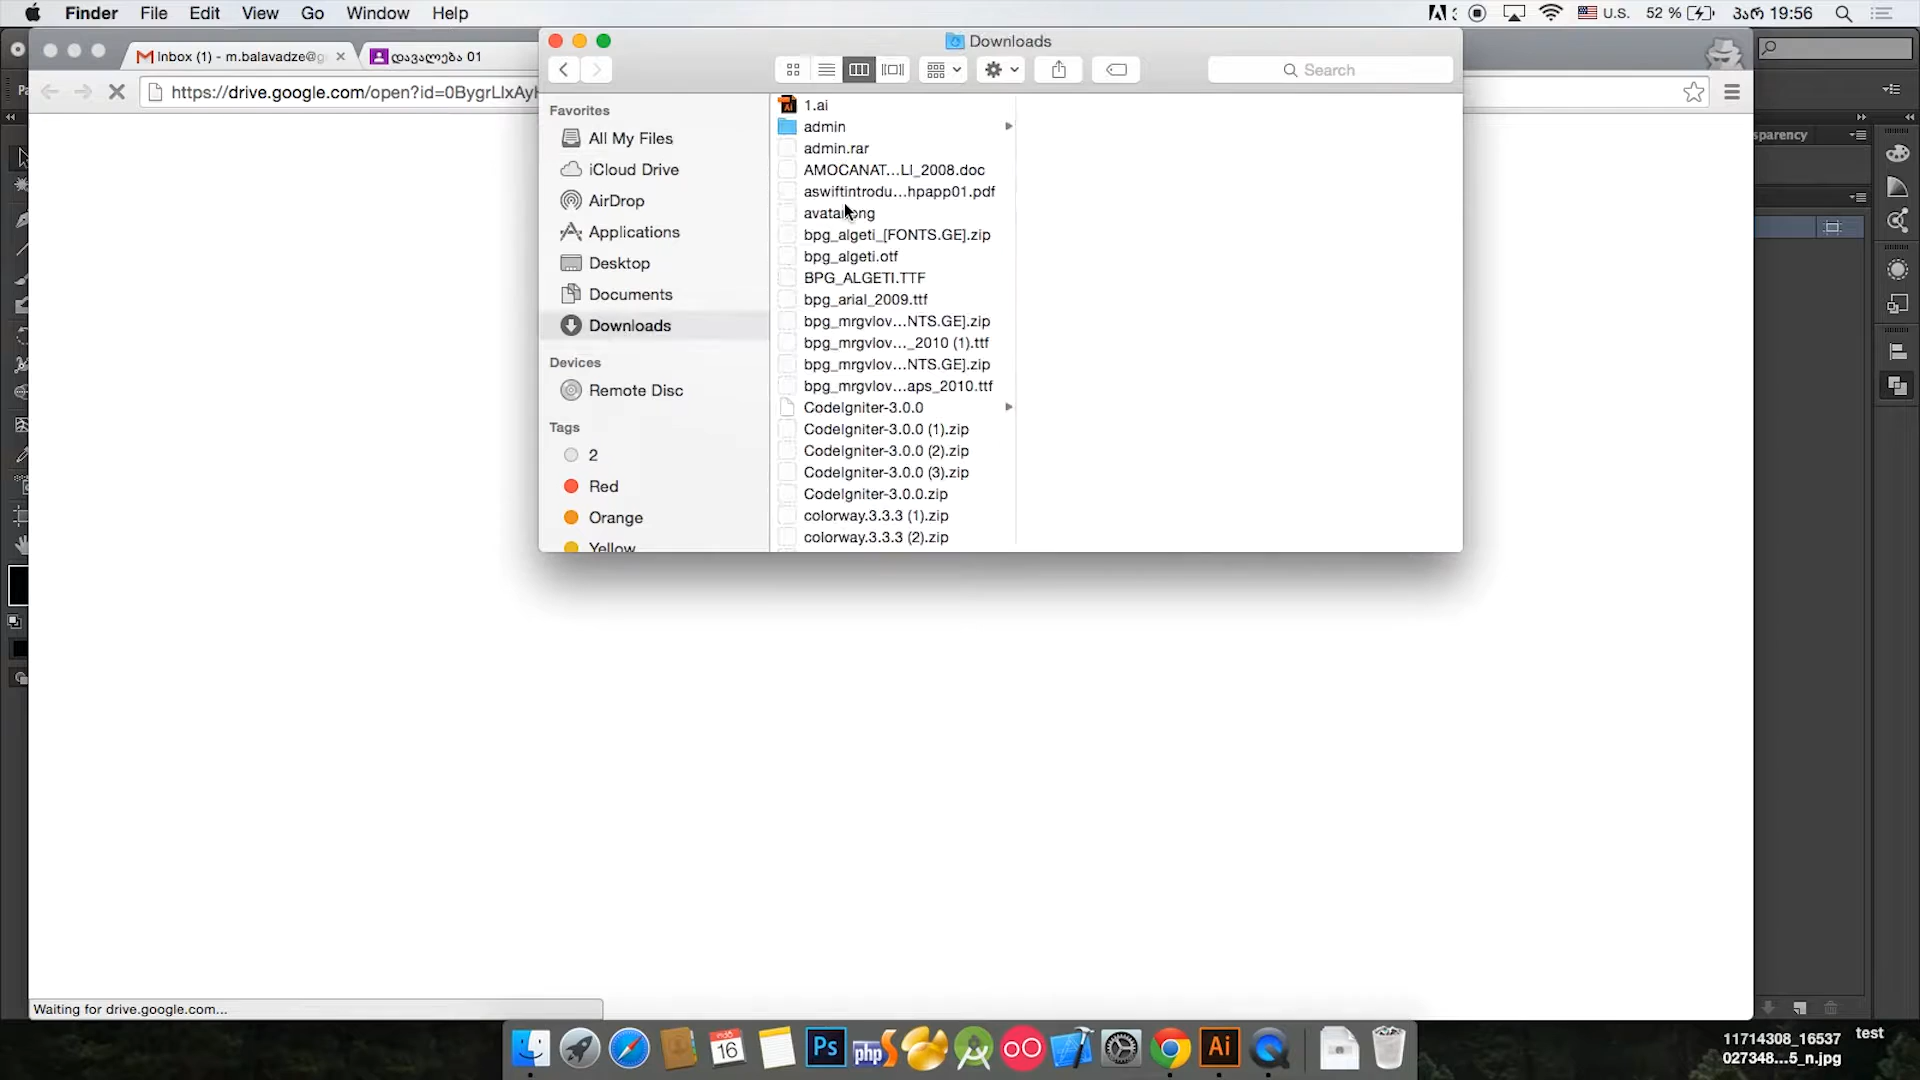 Finder File Edit View Go Window Help
U.S. 52 % პარ 19:56
Inbox (1) - m.balavadze@g
დავალება 01
https://drive.google.com/open?id=0BygrLlxAyH
Downloads
Search
Favorites
All My Files
iCloud Drive
AirDrop
Applications
Desktop
Documents
Downloads
Devices
Remote Disc
Tags
2
Red
Orange
Yellow
1.ai
admin
admin.rar
AMOCANAT...LI_2008.doc
aswiftintrodu...hpapp01.pdf
bpg_algeti_[FONTS.GE].zip
bpg_algeti.otf
BPG_ALGETI.TTF
bpg_arial_2009.ttf
bpg_mrgvlov...NTS.GE].zip
bpg_mrgvlov..._2010 (1).ttf
bpg_mrgvlov...NTS.GE].zip
bpg_mrgvlov...aps_2010.ttf
CodeIgniter-3.0.0
CodeIgniter-3.0.0 (1).zip
CodeIgniter-3.0.0 (2).zip
CodeIgniter-3.0.0 (3).zip
CodeIgniter-3.0.0.zip
colorway.3.3.3 (1).zip
colorway.3.3.3 (2).zip
sparency
Waiting for drive.google.com...
16
Ps
php
Ai
11714308_16537
027348...5_n.jpg
test